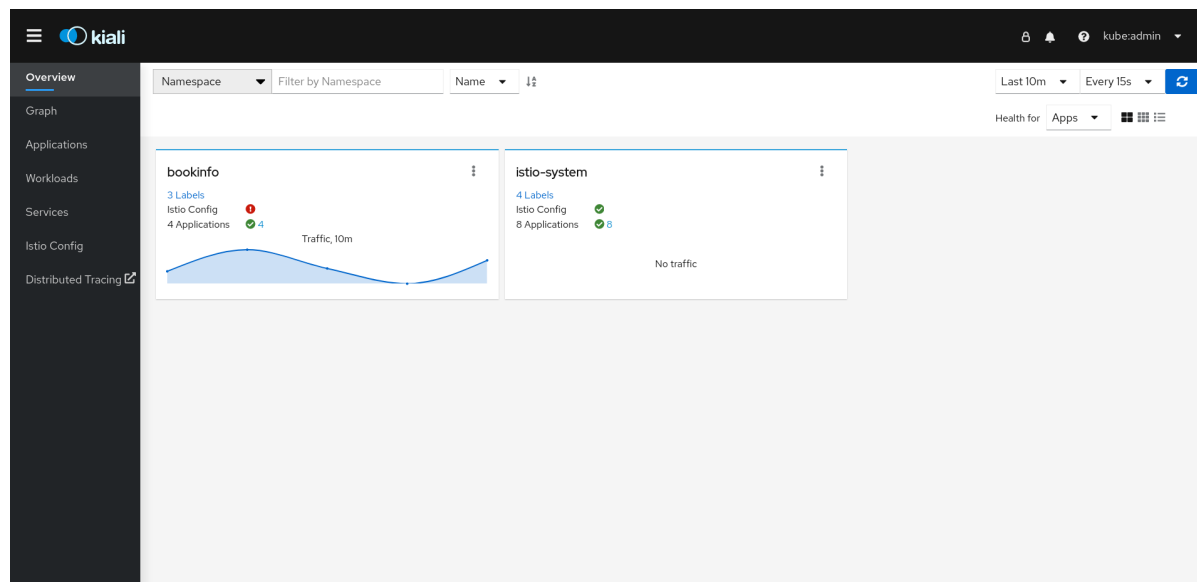 kiali
kube:admin
Overview
Graph
Applications
Workloads
Services
Istio Config
Distributed Tracing
Namespace
Filter by Namespace
Name
Last 10m
Every 15s
Health for
Apps
bookinfo
3 Labels
Istio Config
4 Applications 4
Traffic, 10m
istio-system
4 Labels
Istio Config
8 Applications 8
No traffic